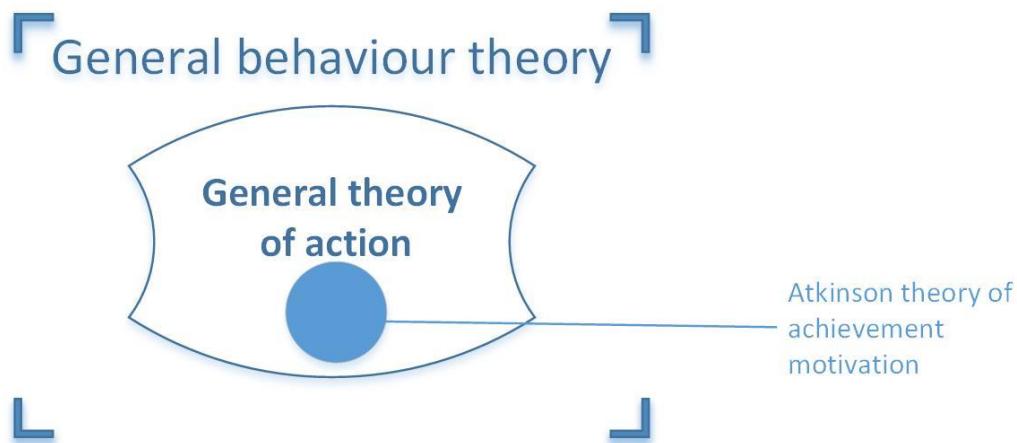 General behaviour theory
General theory
of action
Atkinson theory of
achievement
motivation